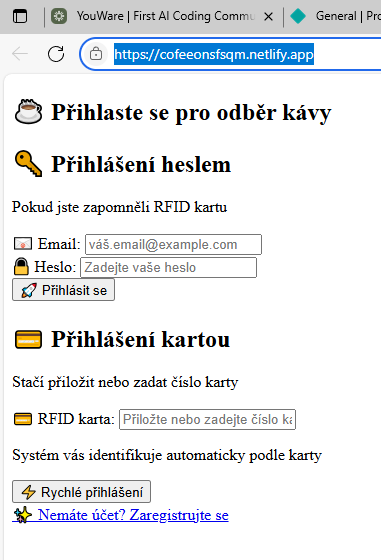 YouWare | First AI Coding Commu
General | Pro
https://cofeeonsfsqm.netlify.app
Přihlaste se pro odběr kávy
Přihlášení heslem
Pokud jste zapomněli RFID kartu
Email: váš.email@example.com
Heslo: Zadejte vaše heslo
Přihlásit se
Přihlášení kartou
Stačí přiložit nebo zadat číslo karty
RFID karta: Přiložte nebo zadejte číslo ka
Systém vás identifikuje automaticky podle karty
Rychlé přihlášení
Nemáte účet? Zaregistrujte se